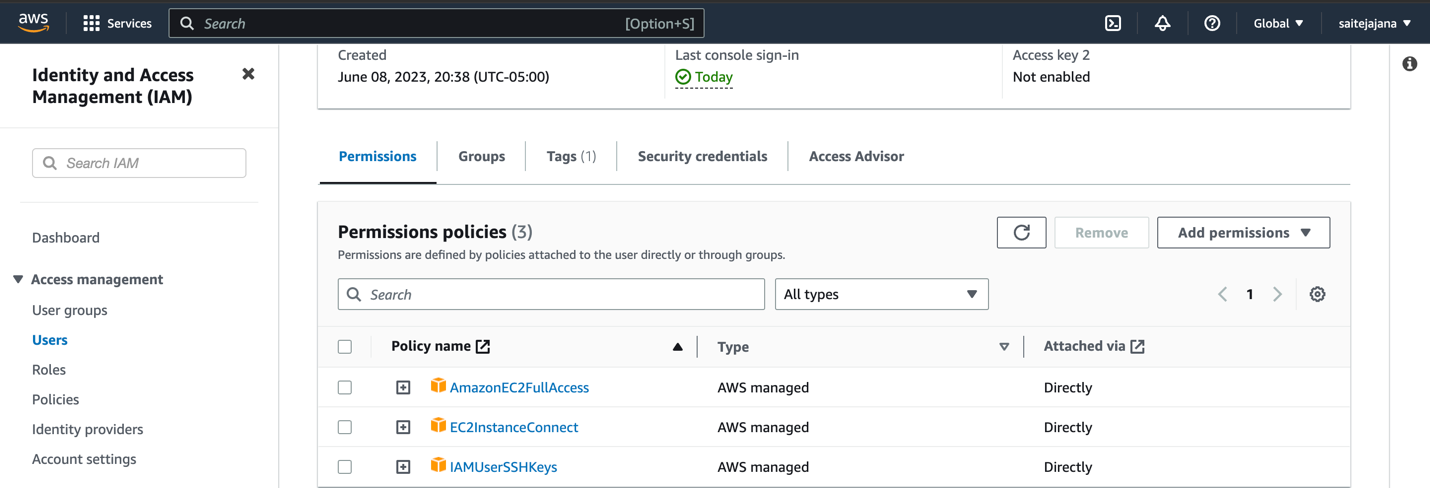 aws
Services
Search
[Option+S]
Global
saitejajana
Identity and Access
Management (IAM)
Search IAM
Dashboard
Access management
User groups
Users
Roles
Policies
Identity providers
Account settings
Created
June 08, 2023, 20:38 (UTC-05:00)
Last console sign-in
Today
Access key 2
Not enabled
Permissions
Groups
Tags (1)
Security credentials
Access Advisor
Permissions policies (3)
Permissions are defined by policies attached to the user directly or through groups.
Remove
Add permissions
Search
All types
1
Policy name
Type
Attached via
AmazonEC2FullAccess
AWS managed
Directly
EC2InstanceConnect
AWS managed
Directly
IAMUserSSHKeys
AWS managed
Directly